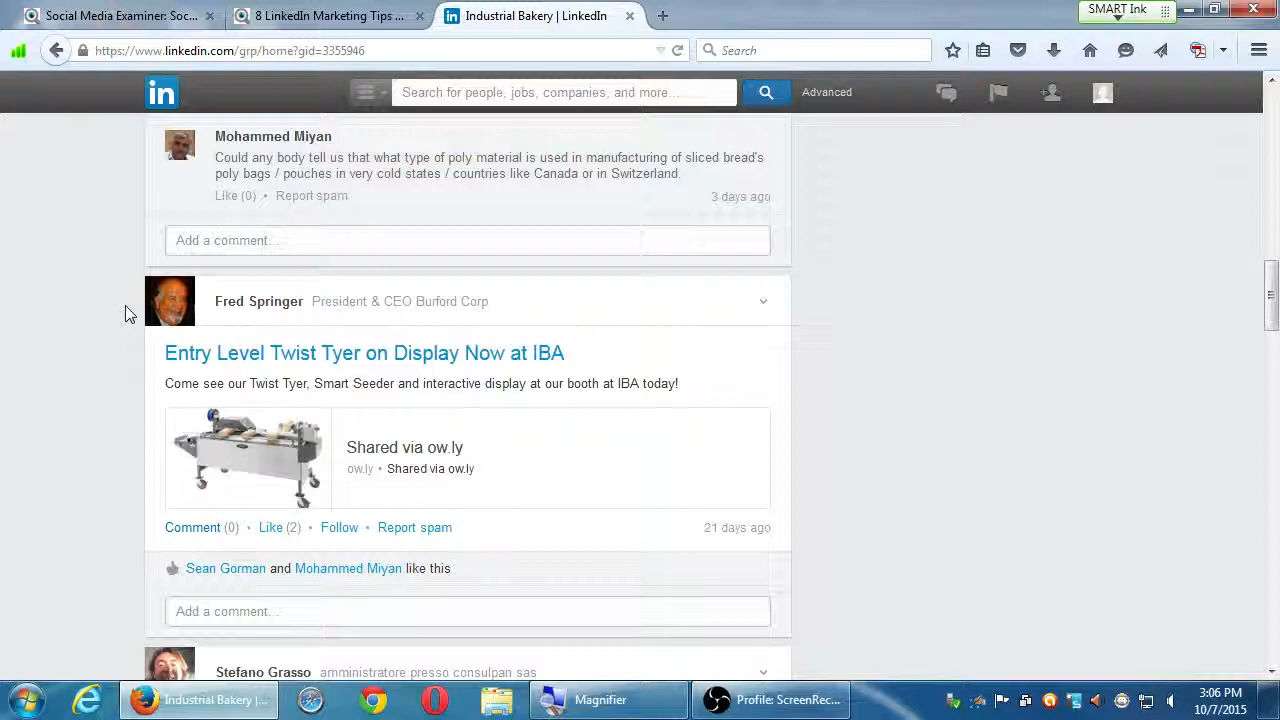 Social Media Examiner: So...
8 LinkedIn Marketing Tips ...
Industrial Bakery | LinkedIn
SMART Ink
https://www.linkedin.com/grp/home?gid=3355946
Search
in
Search for people, jobs, companies, and more...
Advanced
Mohammed Miyan
Could any body tell us that what type of poly material is used in manufacturing of sliced bread's
poly bags / pouches in very cold states / countries like Canada or in Switzerland.
Like (0) • Report spam
3 days ago
Add a comment...
Fred Springer President & CEO Burford Corp
Entry Level Twist Tyer on Display Now at IBA
Come see our Twist Tyer, Smart Seeder and interactive display at our booth at IBA today!
Shared via ow.ly
ow.ly • Shared via ow.ly
Comment (0) • Like (2) • Follow • Report spam
21 days ago
Sean Gorman and Mohammed Miyan like this
Add a comment...
Stefano Grasso amministratore presso consulpan sas
Industrial Bakery |...
Magnifier
Profile: ScreenRec...
3:06 PM
10/7/2015